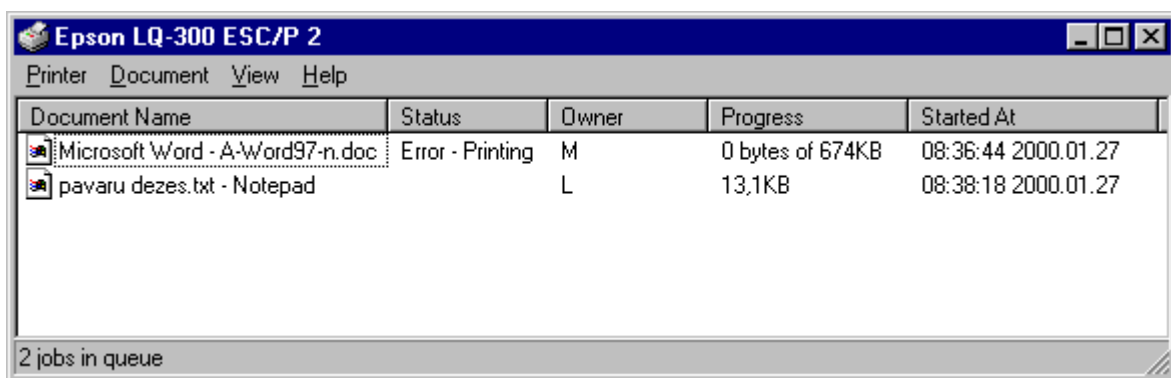 Epson LQ-300 ESC/P 2
Printer Document View Help
Document Name Status Owner Progress Started At
Microsoft Word - A-Word97-n.doc Error - Printing M 0 bytes of 674KB 08:36:44 2000.01.27
pavaru dezes.txt - Notepad L 13,1KB 08:38:18 2000.01.27
2 jobs in queue